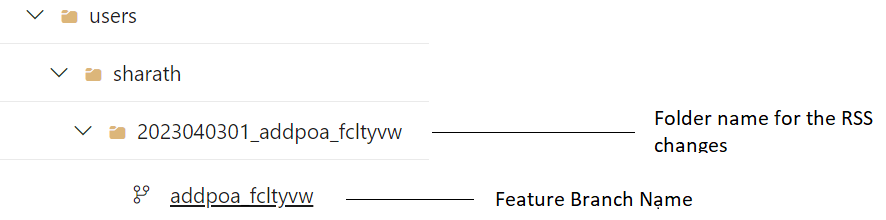 users
sharath
2023040301_addpoa_fcltyvw
Folder name for the RSS
changes
addpoa_fcltyvw
Feature Branch Name